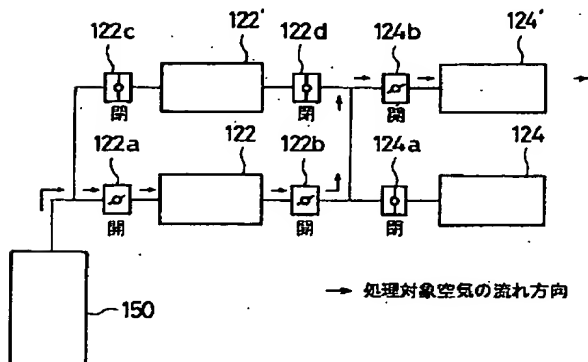 122c
122'
122d
124b
124'
閉
閉
開
122a
122
122b
124a
124
開
開
閉
150
→ 処理対象空気の流れ方向